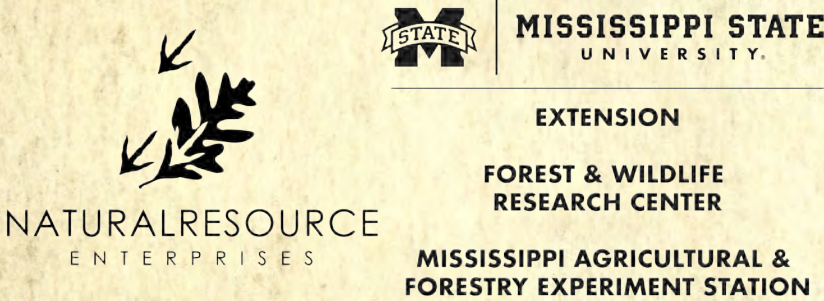 NATURALRESOURCE
ENTERPRISES
STATE
MISSISSIPPI STATE
UNIVERSITY®
EXTENSION
FOREST & WILDLIFE
RESEARCH CENTER
MISSISSIPPI AGRICULTURAL &
FORESTRY EXPERIMENT STATION